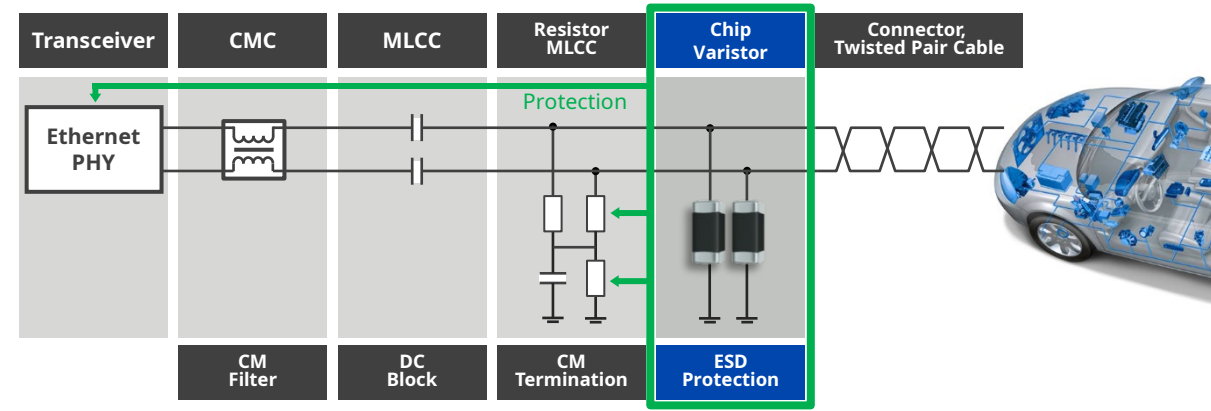 Transceiver
CMC
MLCC
Resistor
MLCC
Chip
Varistor
Connector,
Twisted Pair Cable
Protection
Ethernet
PHY
CM
Filter
DC
Block
CM
Termination
ESD
Protection